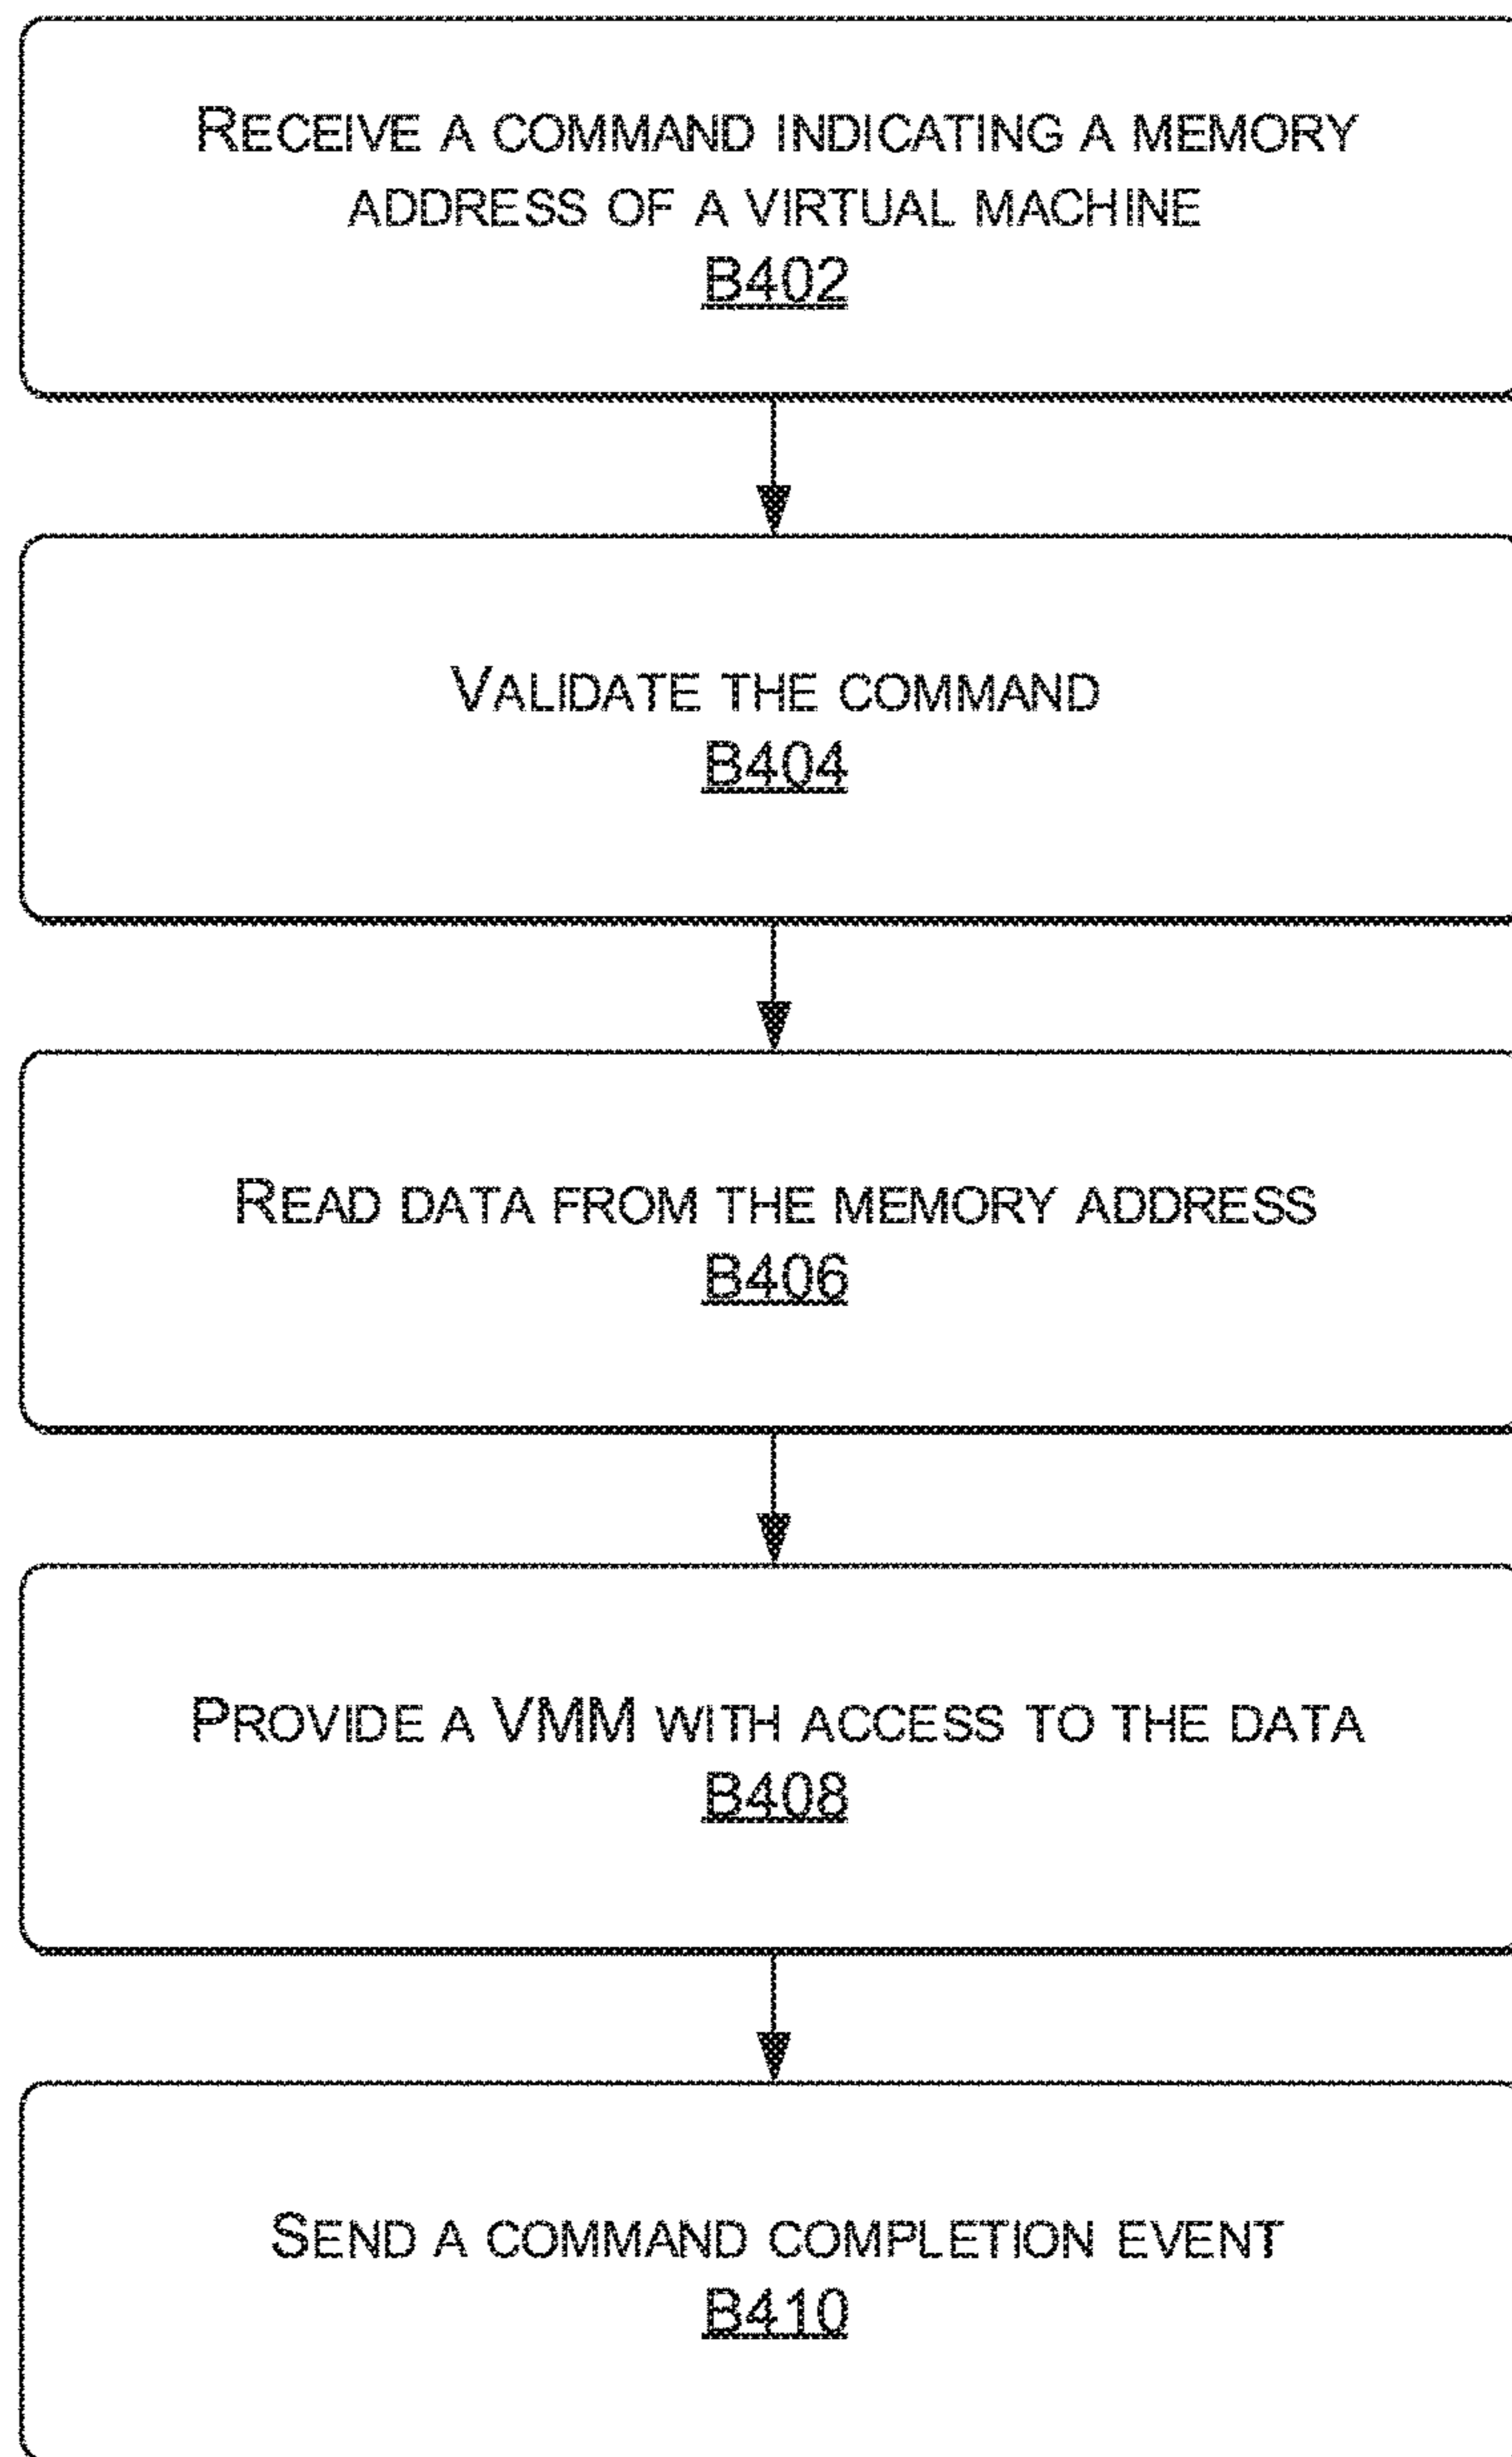 RECEIVE A COMMAND INDICATING A MEMORY
ADDRESS OF A VIRTUAL MACHINE
B402
VALIDATE THE COMMAND
B404
READ DATA FROM THE MEMORY ADDRESS
B406
PROVIDE A VMM WITH ACCESS TO THE DATA
B408
SEND A COMMAND COMPLETION EVENT
B410